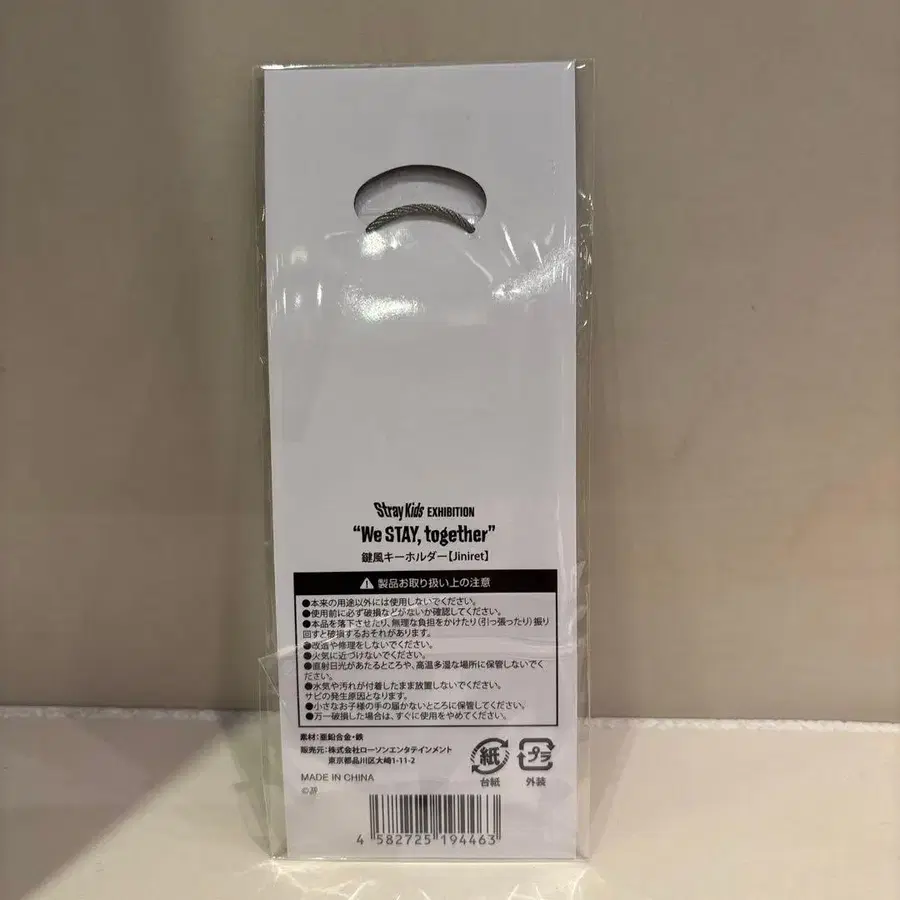 Stray Kids EXHIBITION
“We STAY, together”
鍵風キーホルダー【Jiniret】
⚠ 製品お取り扱い上の注意
●本来の用途以外には使用しないでください。
●使用前に必ず破損などがないか確認してください。
●本品を落下させたり、無理な負担をかけたり（引っ張ったり）振り
回すと破損するおそれがあります。
●改造や修理をしないでください。
●火気に近づけないでください。
●直射日光があたるところや、高温多湿な場所に保管しないでく
ださい。
●水気や汚れが付着したまま放置しないでください。
サビの発生原因となります。
●小さなお子様の手の届かないところに保管してください。
●万一破損した場合は、すぐに使用をやめてください。
素材：亜鉛合金・鉄
販売元：株式会社ローソンエンタテインメント
東京都品川区大崎1-11-2
紙
台紙
プラ
外装
MADE IN CHINA
4 582725 194463